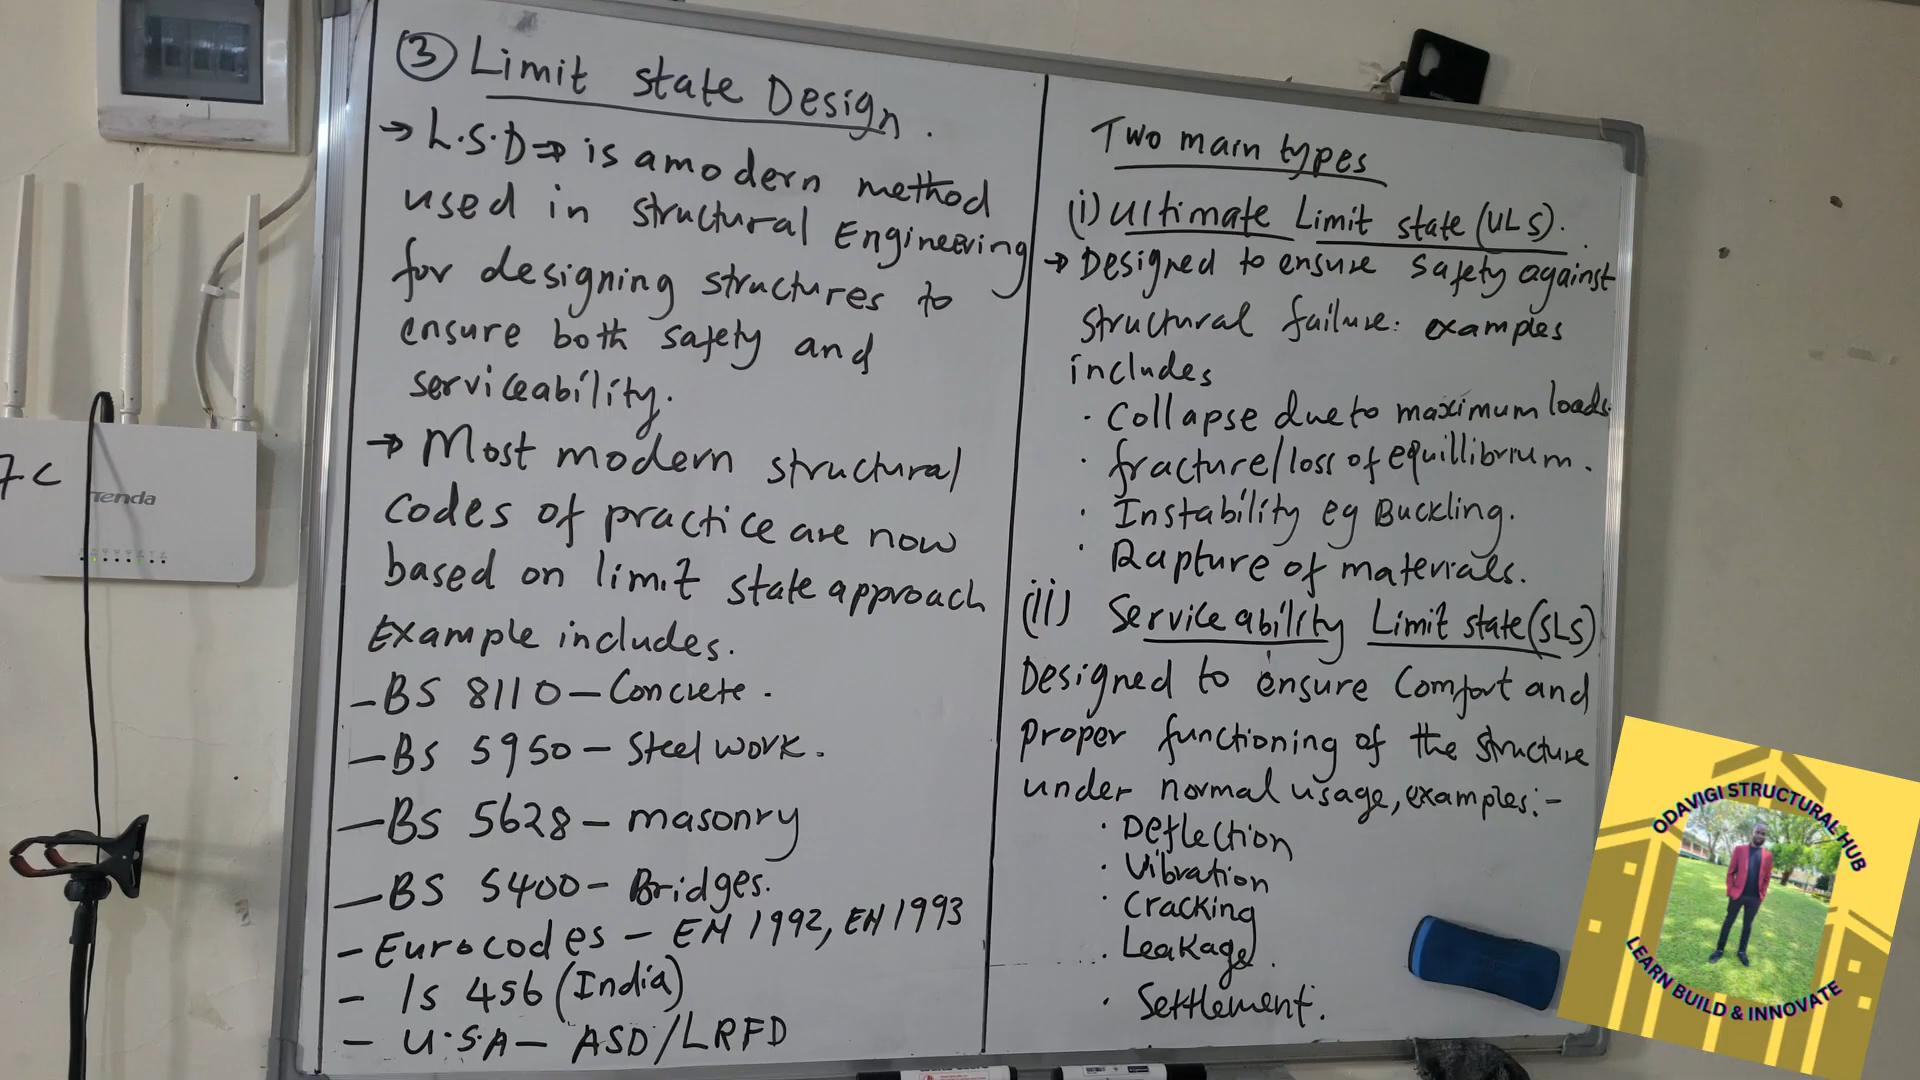 ③ Limit state Design.
→ L.S.D ⇒ is a modern method
used in structural Engineering
for designing structures to
ensure both safety and
serviceability.
→ Most modern structural
codes of practice are now
based on limit state approach
Example includes.
- BS 8110 - Concrete.
- BS 5950 - Steel work.
- BS 5628 - masonry
- BS 5400 - Bridges.
- Eurocodes - EN 1992, EN 1993
- IS 456 (India)
- U.S.A - ASD/LRFD
Two main types
(i) Ultimate Limit state (ULS).
→ Designed to ensure safety against
structural failure: examples
includes
· Collapse due to maximum loads.
· fracture/loss of equillibrium.
· Instability eg Buckling.
· Rapture of materials.
(ii) Serviceability Limit state (SLS)
Designed to ensure Comfort and
proper functioning of the structure
under normal usage, examples:-
· Deflection
· Vibration
· Cracking
· Leakage.
· Settlement.
7C
Tenda
ODAVIGI STRUCTURAL HUB
LEARN BUILD & INNOVATE